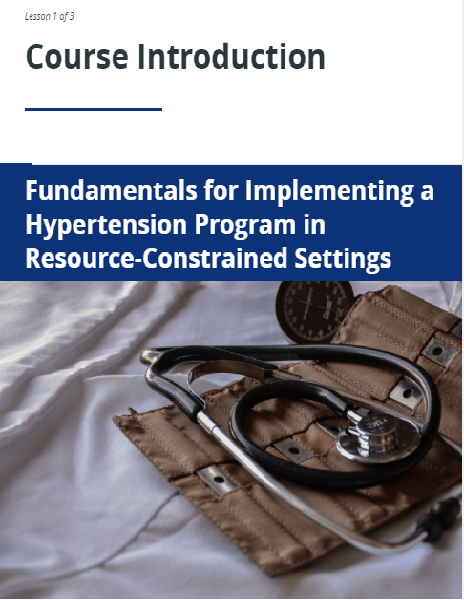 Lesson 1 of 3
Course Introduction
Fundamentals for Implementing a
Hypertension Program in
Resource-Constrained Settings